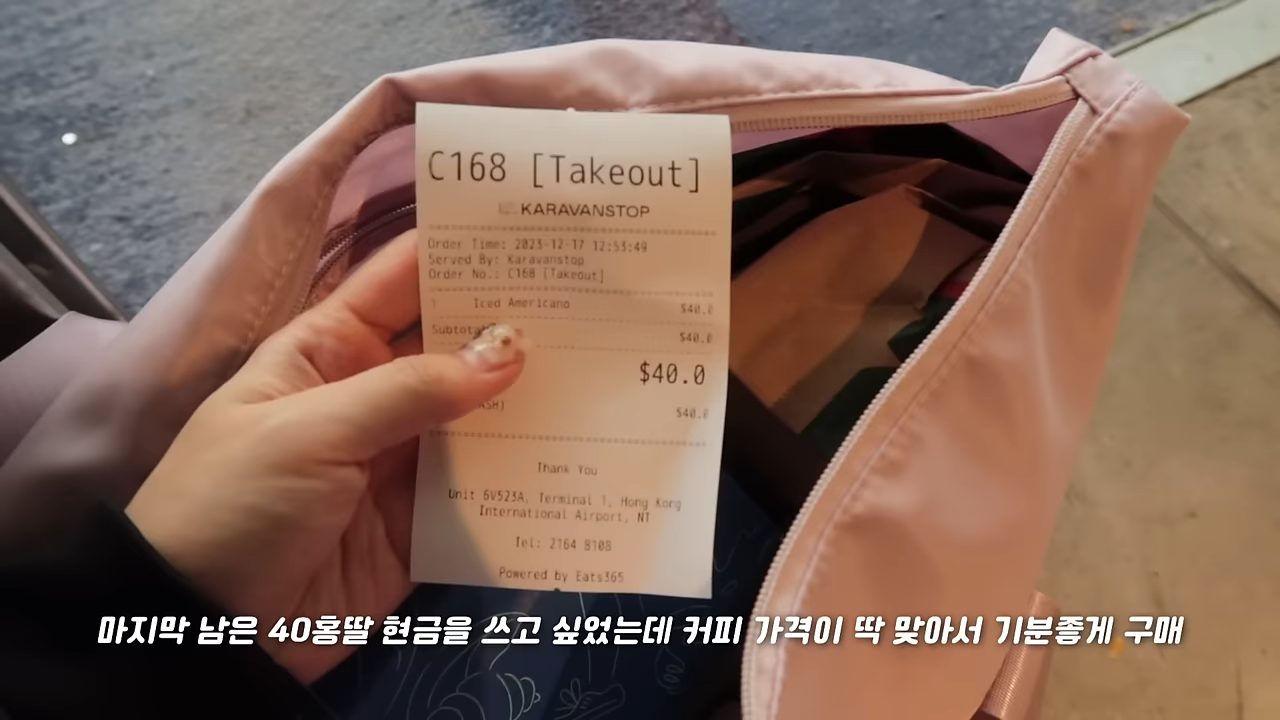 C168 [Takeout]
KARAVANSTOP
Order Time: 2023-12-17 12:53:49
Served By: Karavanstop
Order No.: C168 [Takeout]
1 Iced Americano $40.0
Subtotal $40.0
$40.0
ASH) $40.0
Thank You
Unit 6V523A, Terminal 1, Hong Kong
International Airport, NT
Tel: 2164 8108
Powered by Eats365
마지막 남은 40홍딸 현금을 쓰고 싶었는데 커피 가격이 딱 맞아서 기분좋게 구매